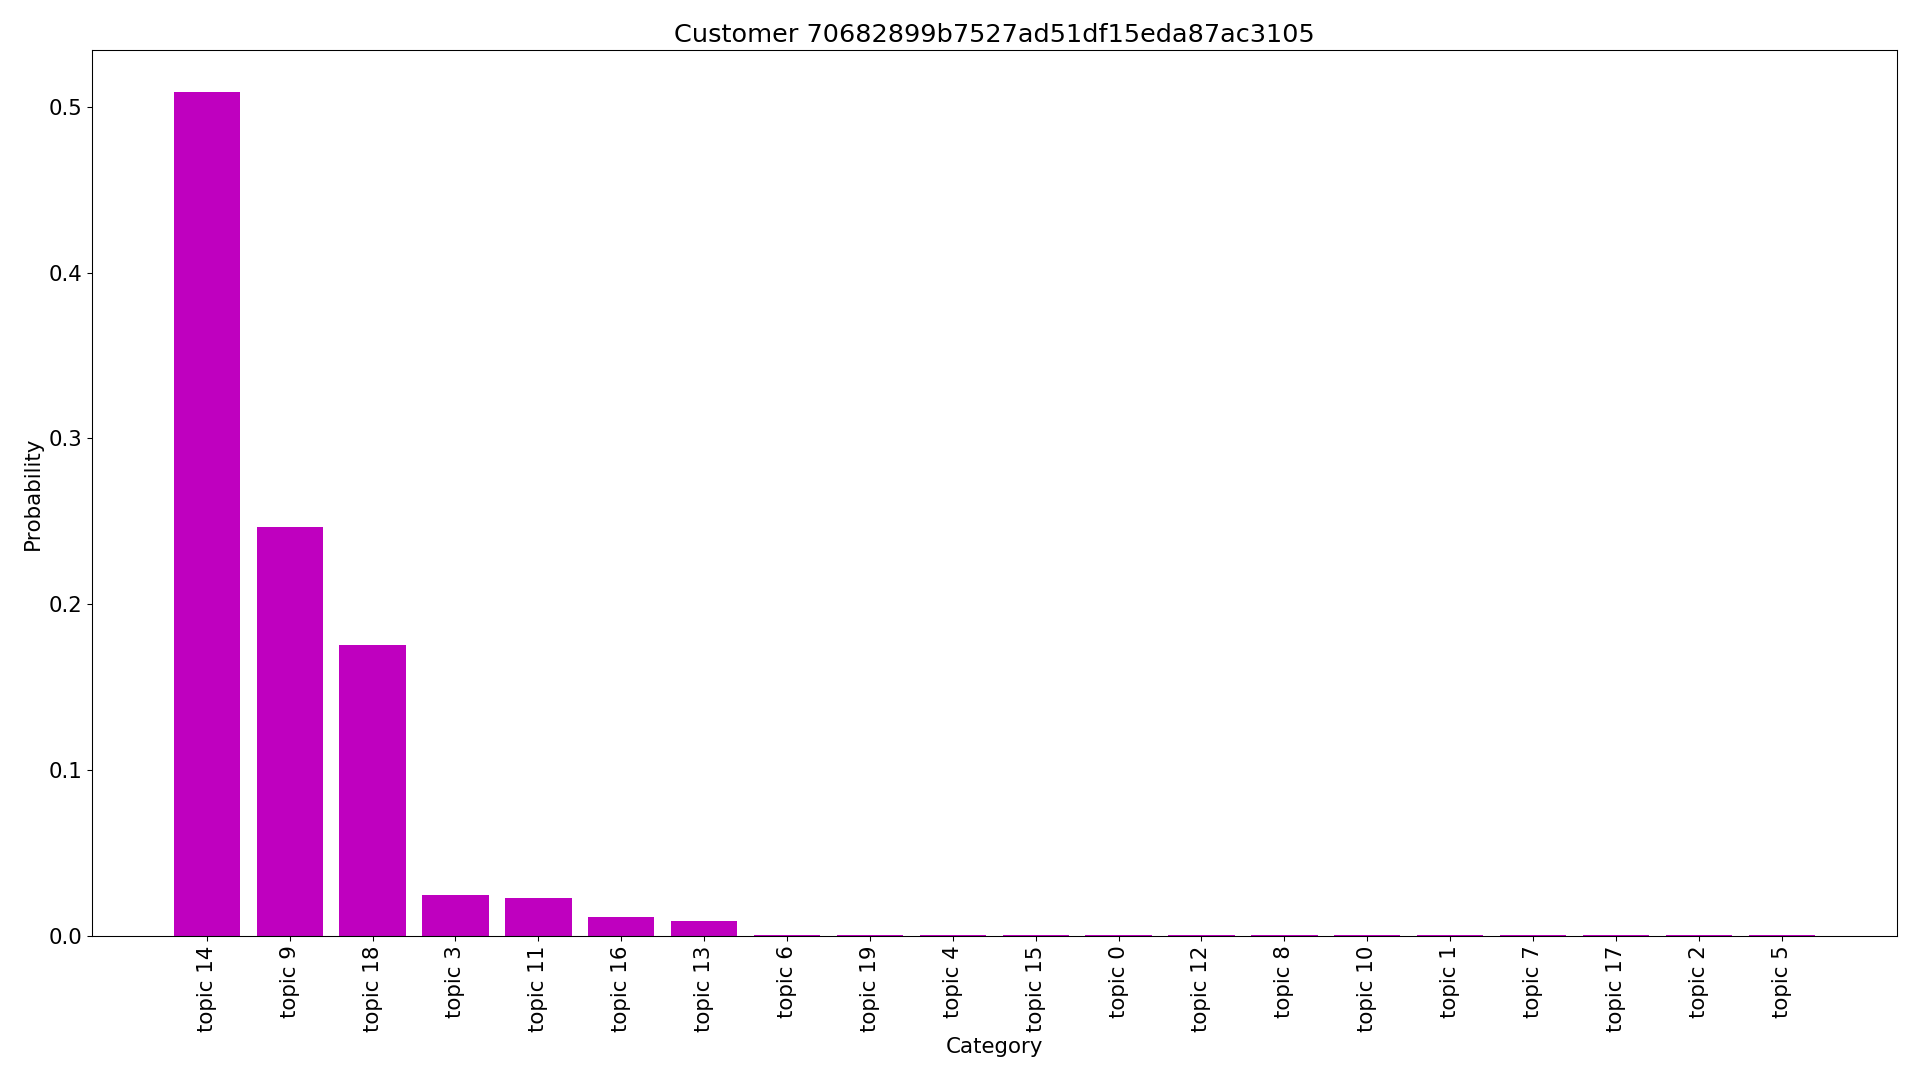 Customer 70682899b7527ad51df15eda87ac3105
Probability
0.5
0.4
0.3
0.2
0.1
0.0
topic 14
topic 9
topic 18
topic 3
topic 11
topic 16
topic 13
topic 6
topic 19
topic 4
topic 15
topic 0
topic 12
topic 8
topic 10
topic 1
topic 7
topic 17
topic 2
topic 5
Category